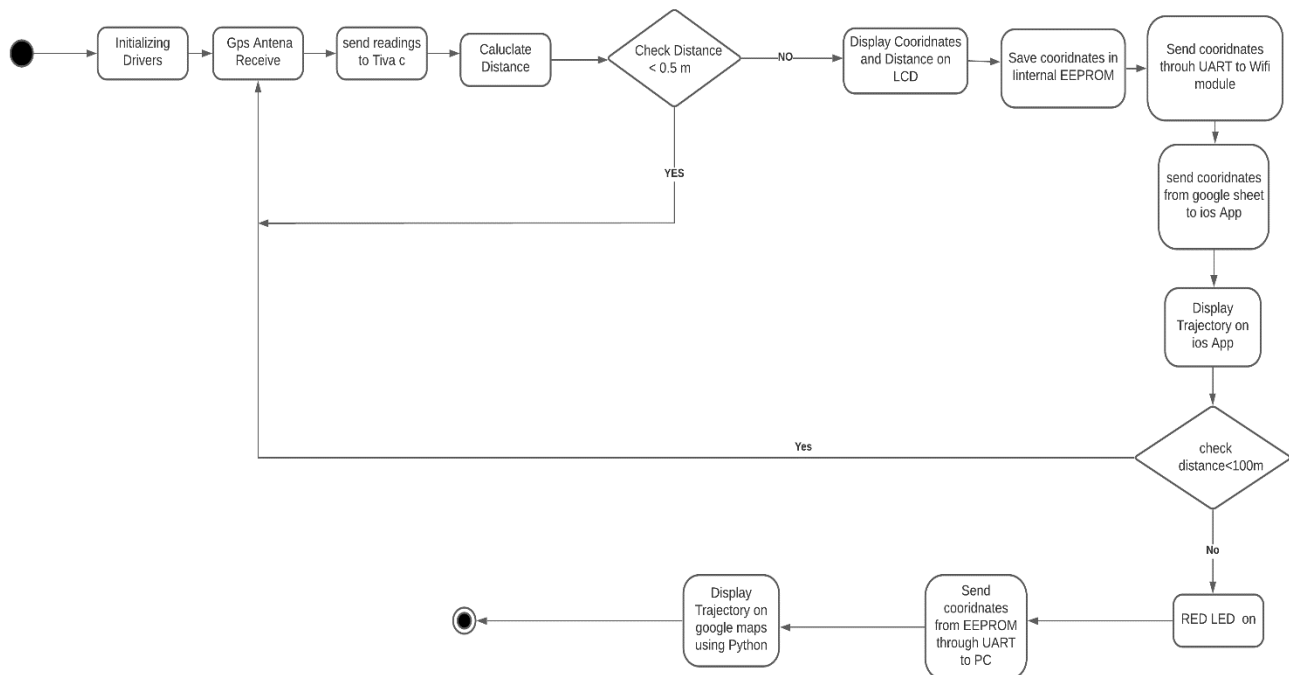 Initializing
Drivers
Gps Antena
Receive
send readings
to Tiva c
Caluclate
Distance
Check Distance
< 0.5 m
NO
Display Cooridnates
and Distance on
LCD
Save coordinates in
Iinternal EEPROM
Send cooridnates
throuh UART to Wifi
module
YES
send cooridnates
from google sheet
to ios App
Display
Trajectory on
ios App
check
distance<100m
Yes
No
RED LED on
Send
cooridnates
from EEPROM
through UART
to PC
Display
Trajectory on
google maps
using Python